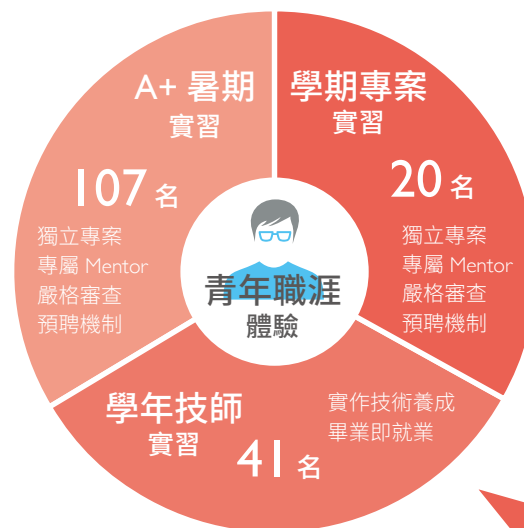 A+ 暑期
實習
107 名
獨立專案
專屬 Mentor
嚴格審查
預聘機制
學期專案
實習
20 名
獨立專案
專屬 Mentor
嚴格審查
預聘機制
青年職涯
體驗
學年技師
實習
41 名
實作技術養成
畢業即就業